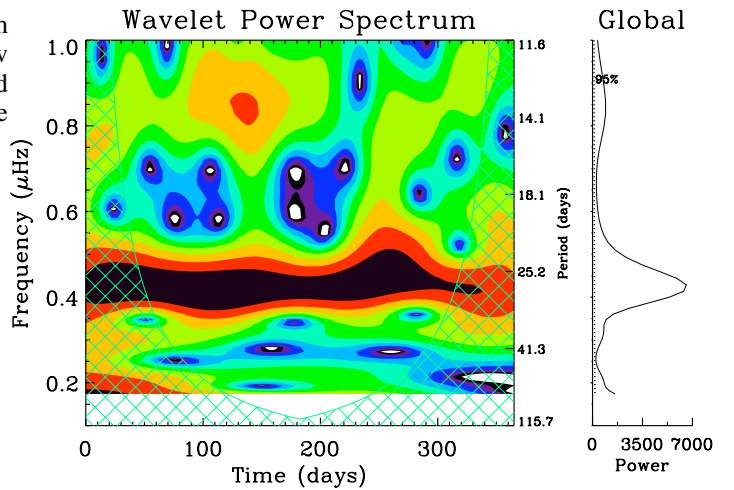 n
v
d
e
Wavelet Power Spectrum
Global
1.0
0.8
0.6
0.4
0.2
Frequency (μHz)
0 100 200 300
Time (days)
11.6
14.1
18.1
25.2
41.3
115.7
Period (days)
95%
0 3500 7000
Power